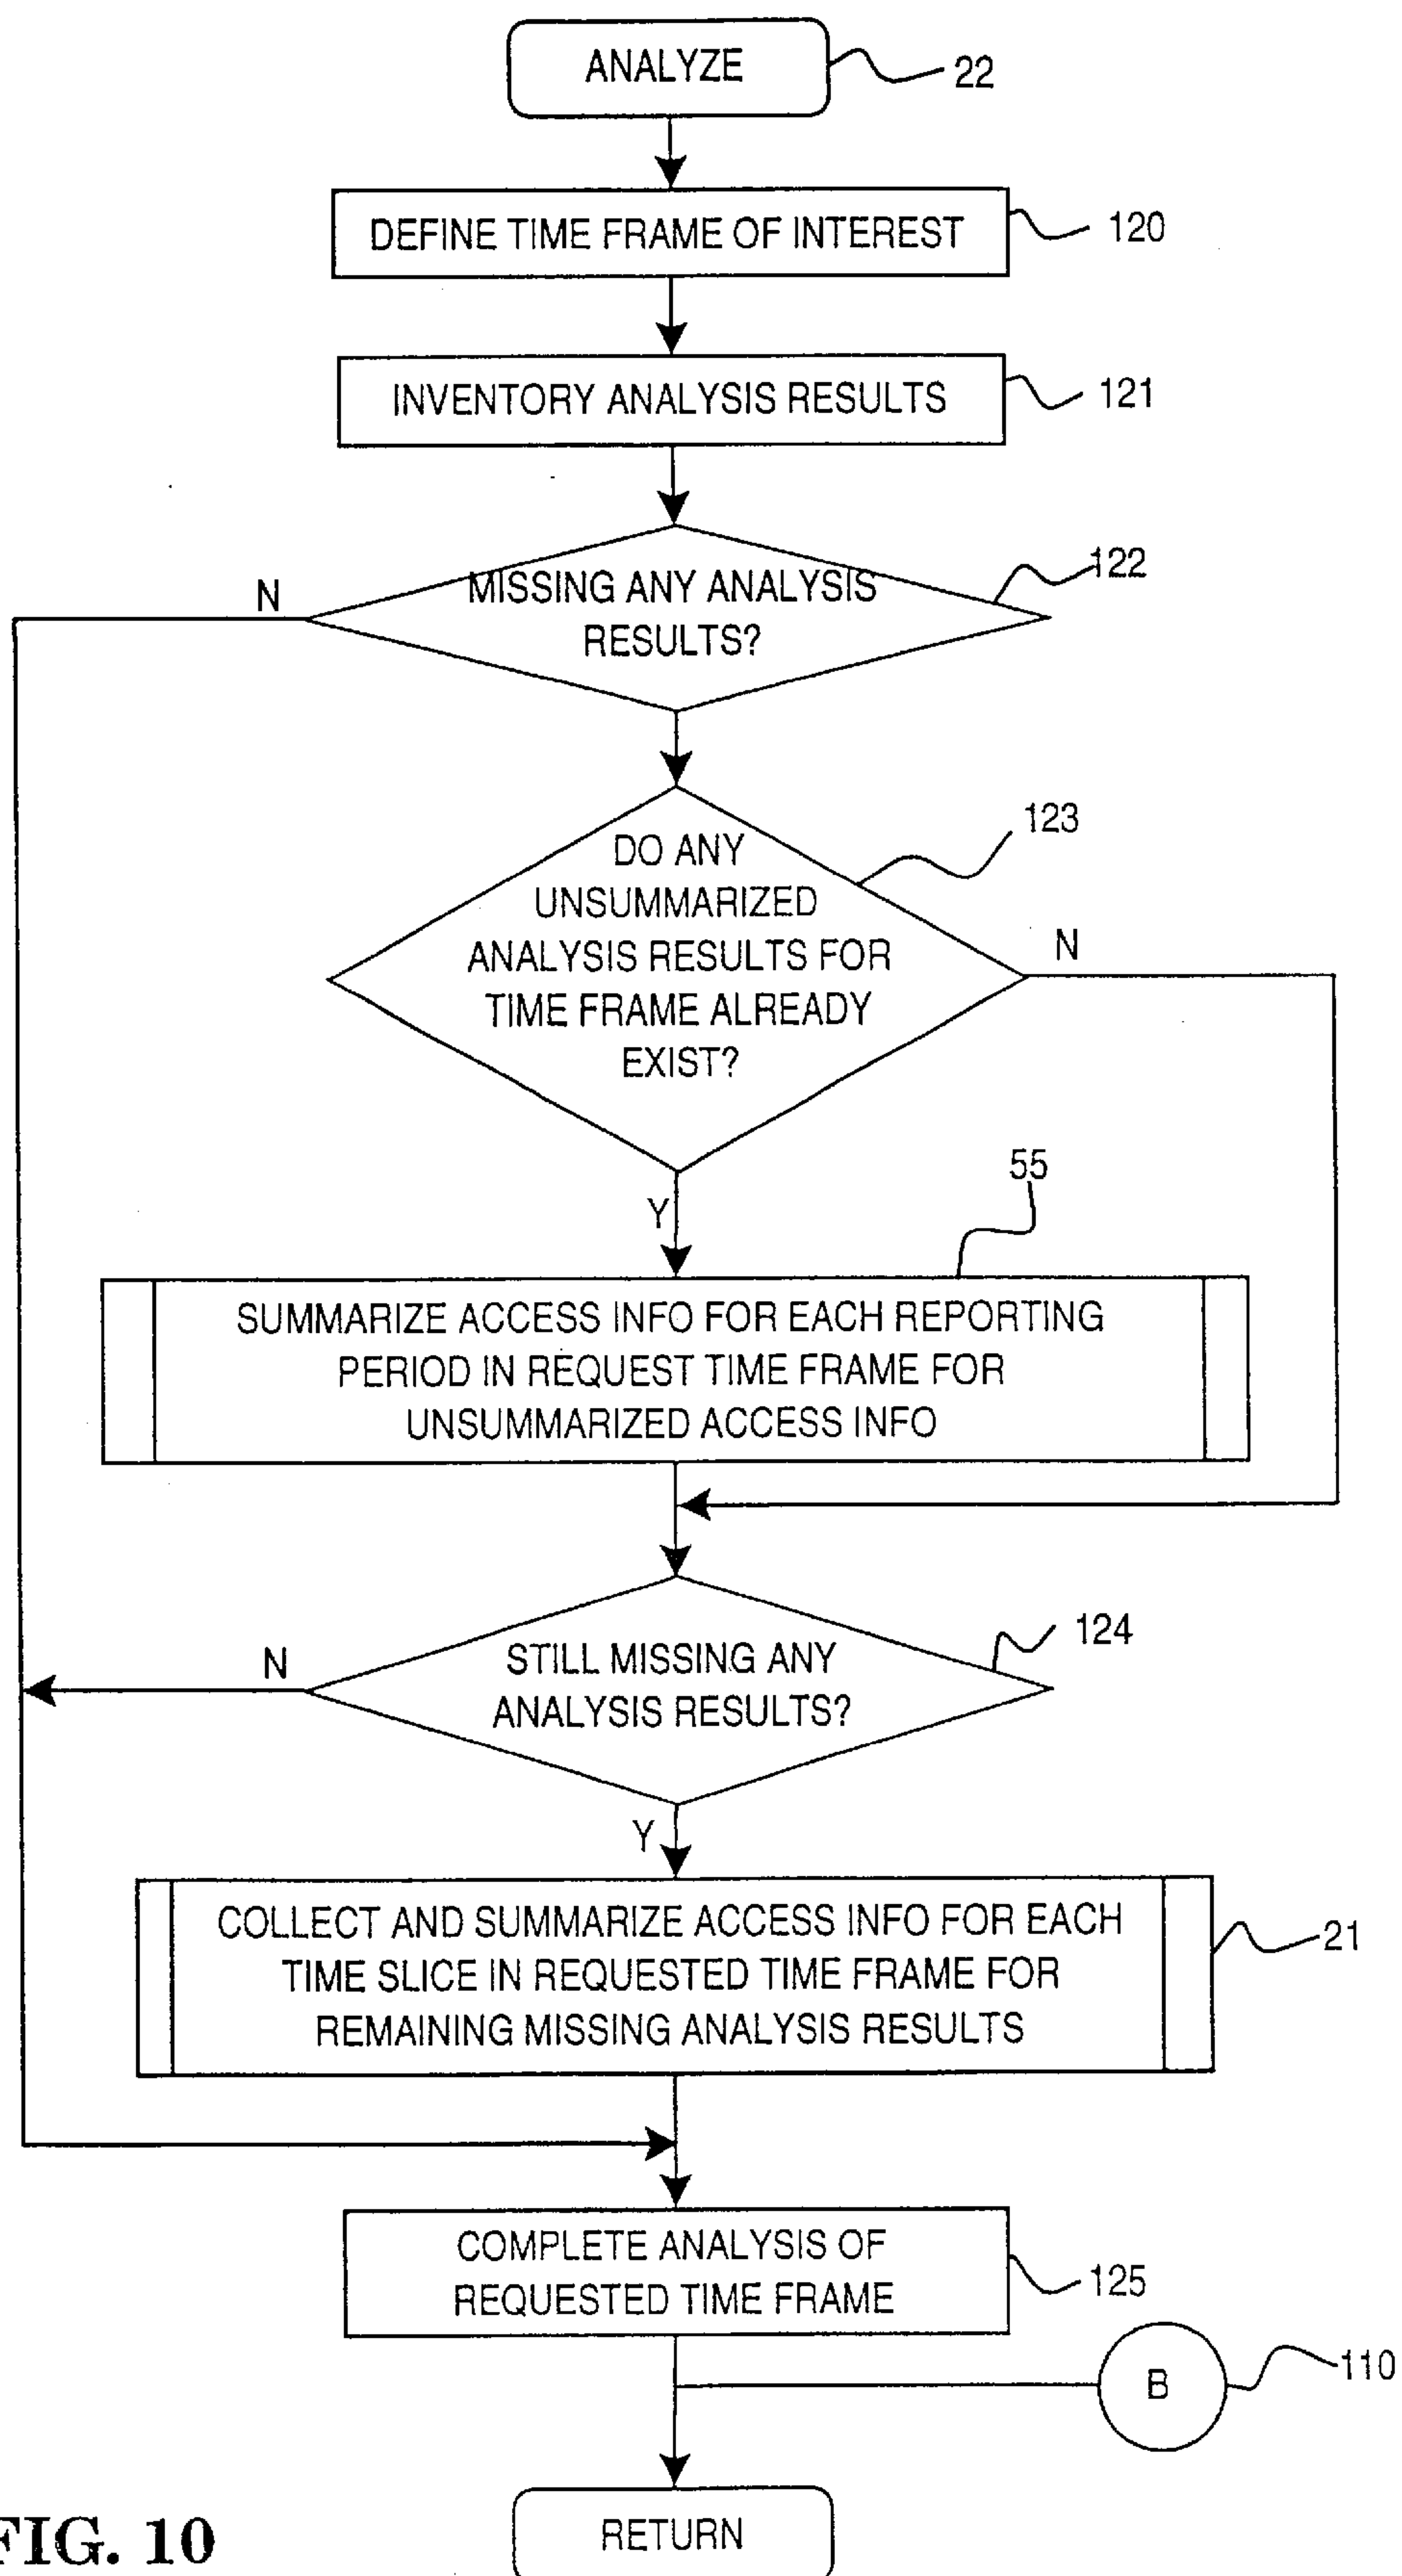 ANALYZE
22
DEFINE TIME FRAME OF INTEREST
120
INVENTORY ANALYSIS RESULTS
121
N
MISSING ANY ANALYSIS
RESULTS?
122
DO ANY
UNSUMMARIZED
ANALYSIS RESULTS FOR
TIME FRAME ALREADY
EXIST?
123
N
Y
55
SUMMARIZE ACCESS INFO FOR EACH REPORTING
PERIOD IN REQUEST TIME FRAME FOR
UNSUMMARIZED ACCESS INFO
N
STILL MISSING ANY
ANALYSIS RESULTS?
124
Y
COLLECT AND SUMMARIZE ACCESS INFO FOR EACH
TIME SLICE IN REQUESTED TIME FRAME FOR
REMAINING MISSING ANALYSIS RESULTS
21
COMPLETE ANALYSIS OF
REQUESTED TIME FRAME
125
B
110
RETURN
FIG. 10